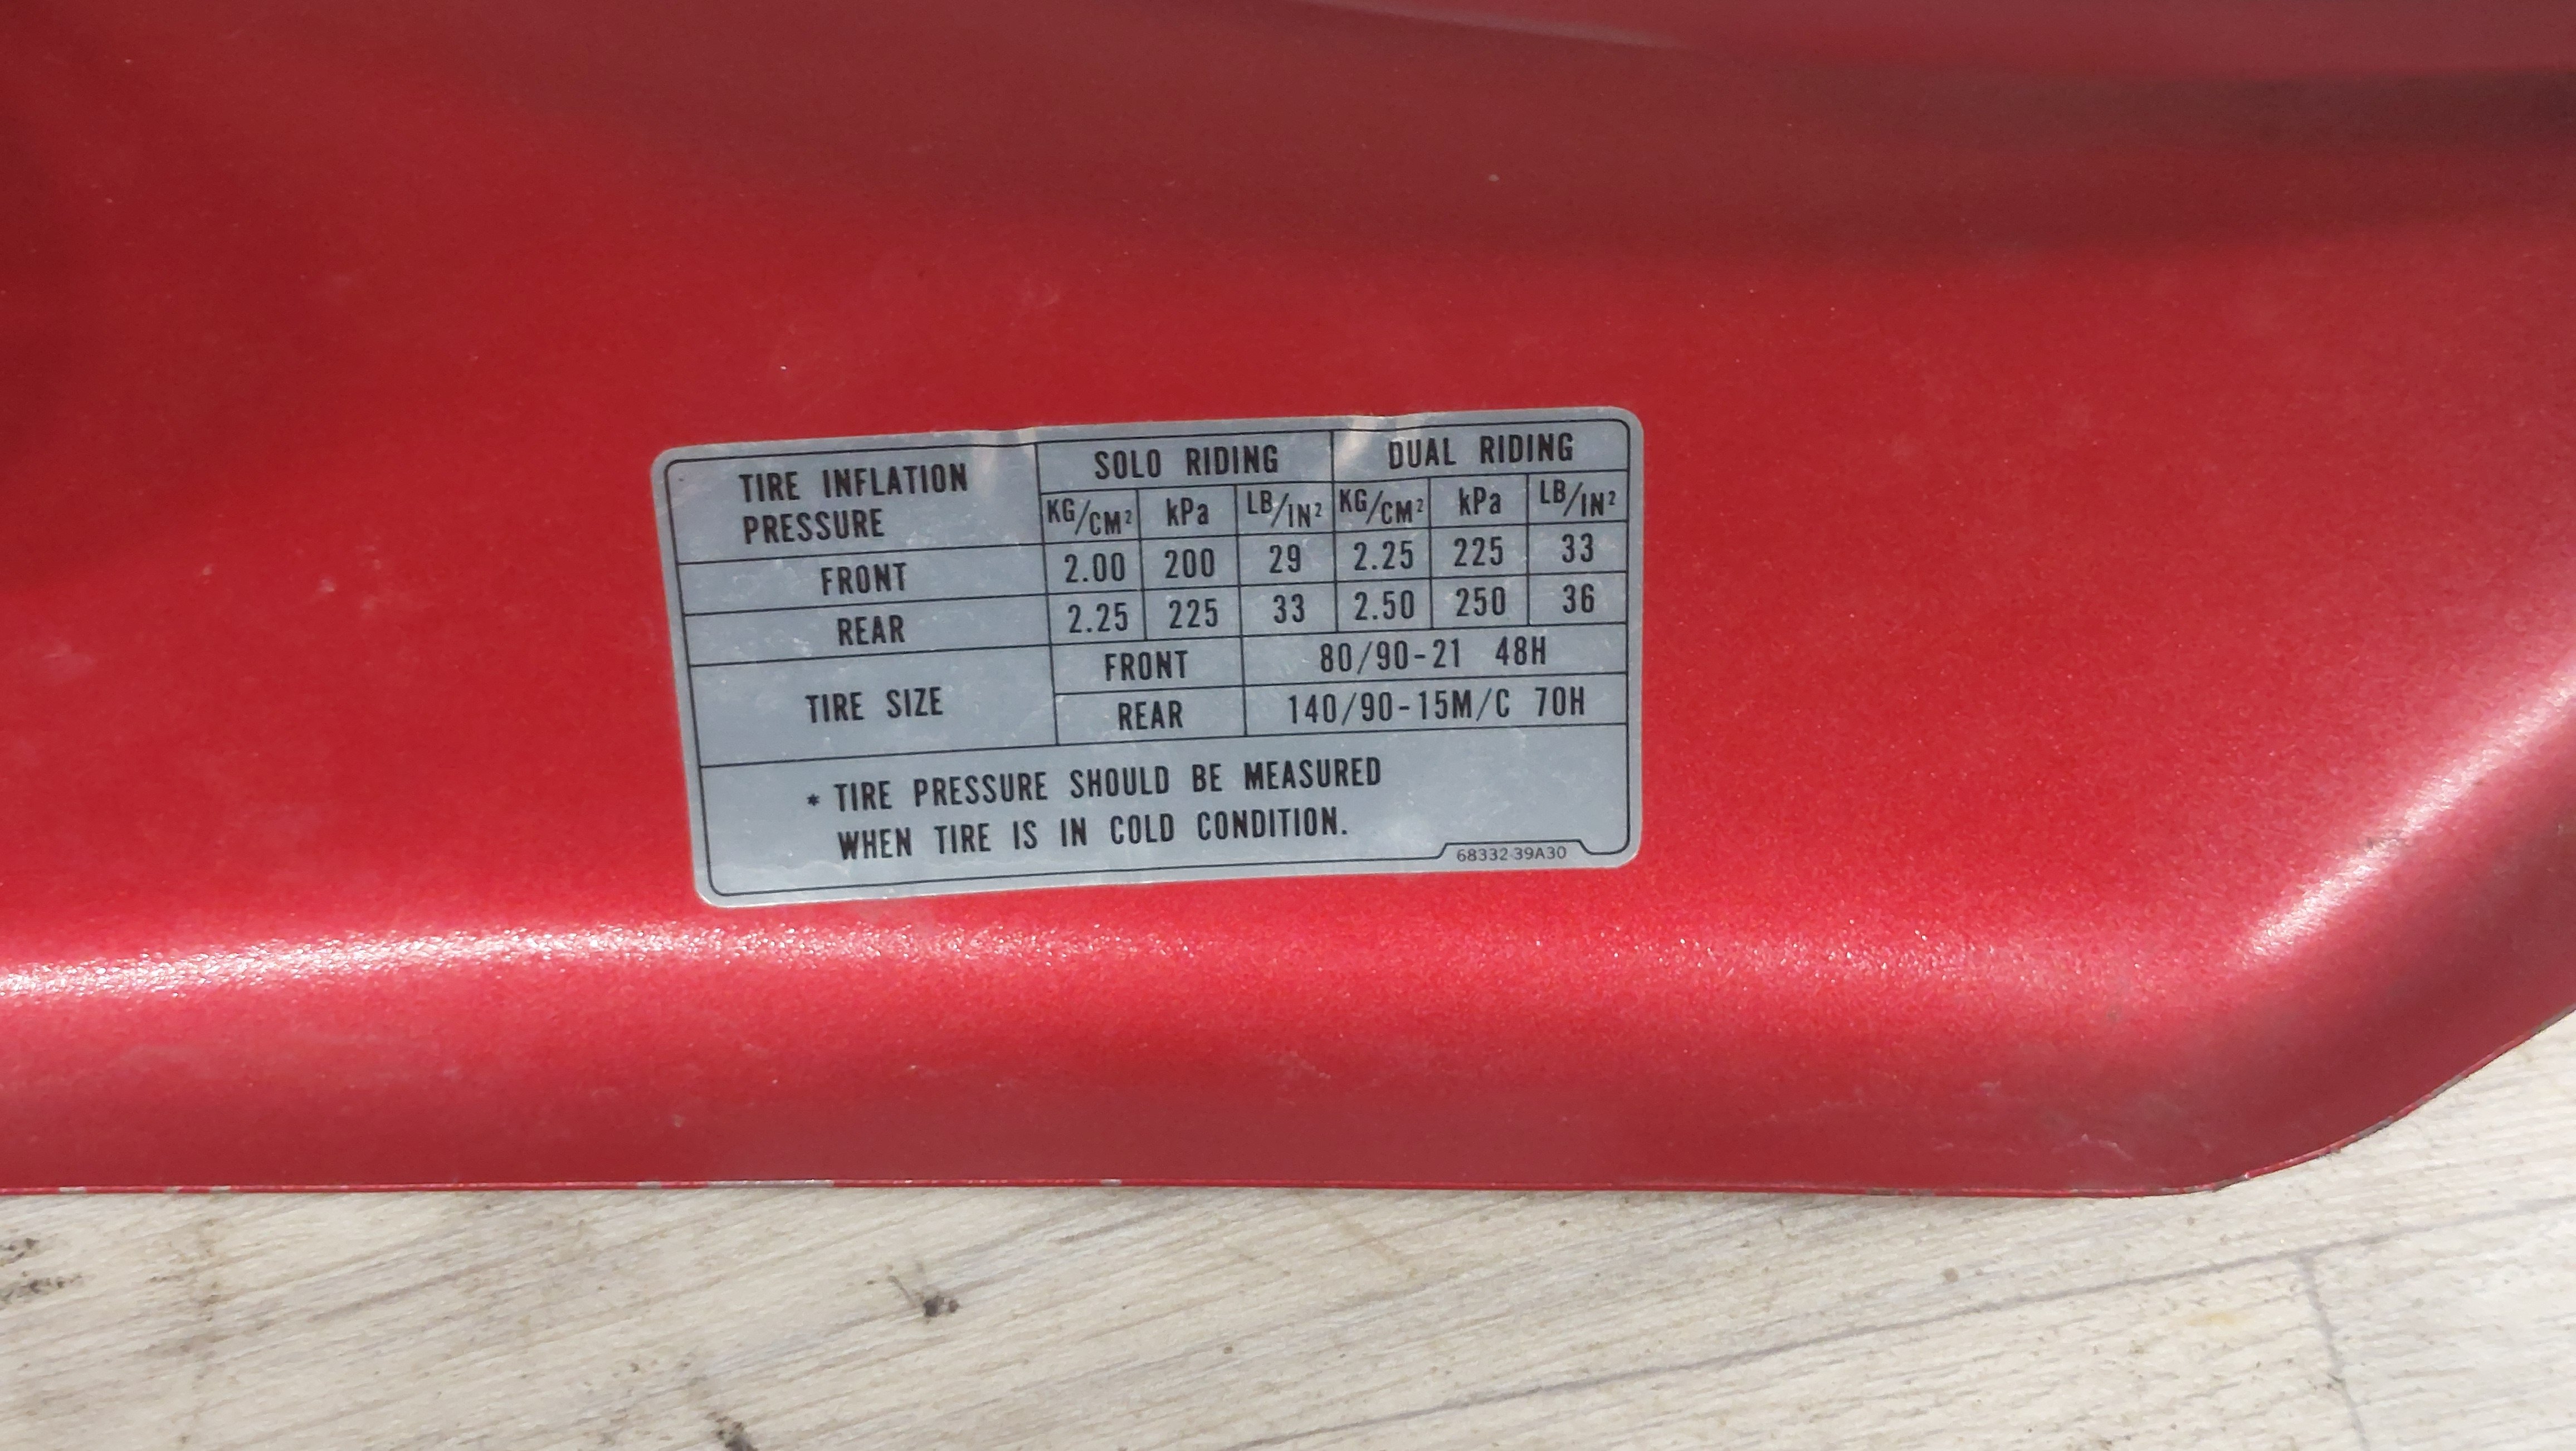 TIRE INFLATION PRESSURE SOLO RIDING DUAL RIDING
KG/CM² kPa LB/IN² KG/CM² kPa LB/IN²
FRONT 2.00 200 29 2.25 225 33
REAR 2.25 225 33 2.50 250 36
TIRE SIZE FRONT 80/90-21 48H
REAR 140/90-15M/C 70H
* TIRE PRESSURE SHOULD BE MEASURED
WHEN TIRE IS IN COLD CONDITION.
68332-39A30